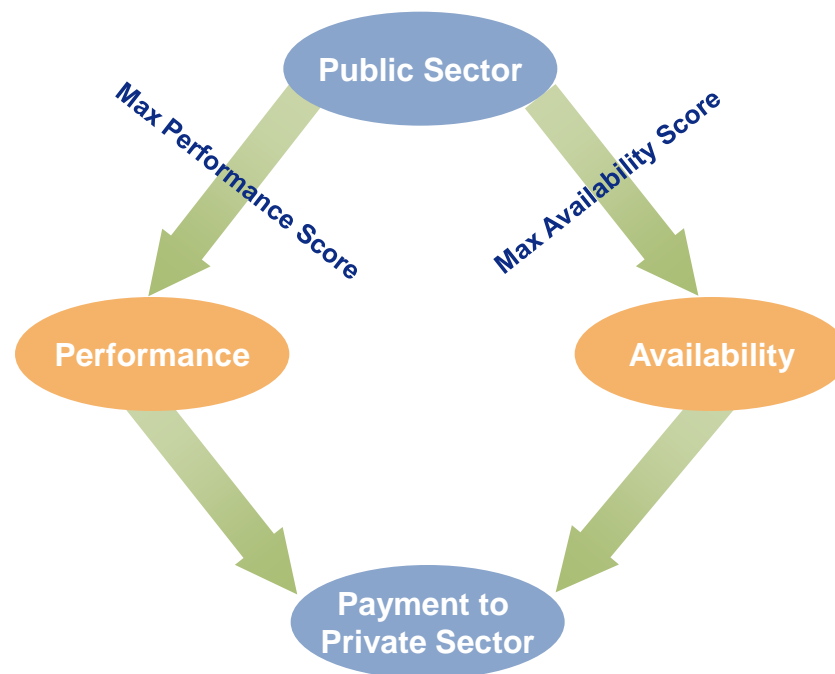 Public Sector
Max Performance Score
Max Availability Score
Performance
Availability
Payment to
Private Sector